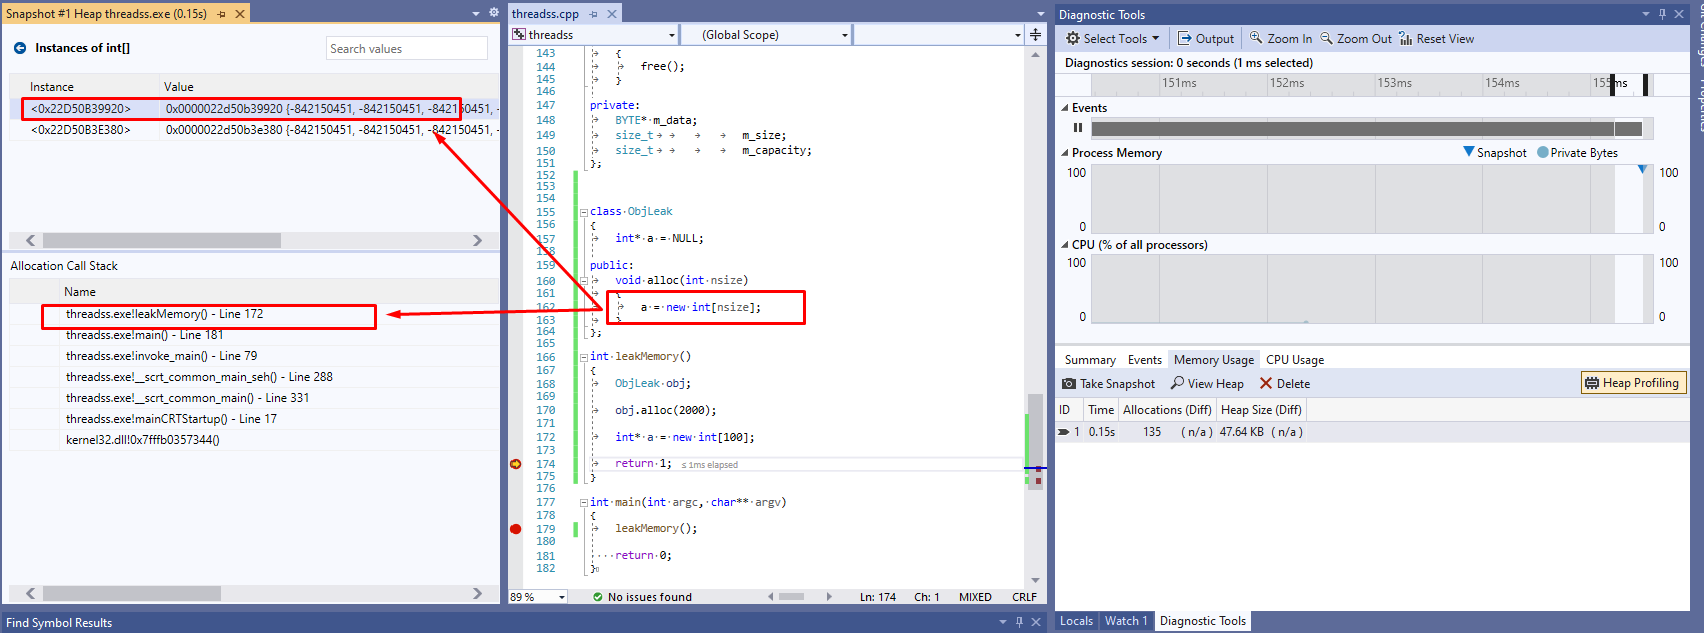 Snapshot #1 Heap threadss.exe (0.15s)
Instances of int[]
Search values
Instance Value
<0x22D50B39920> 0x0000022d50b39920 {-842150451, -842150451, -842150451, -
<0x22D50B3E380> 0x0000022d50b3e380 {-842150451, -842150451, -842150451, -
Allocation Call Stack
Name
threadss.exe!leakMemory() - Line 172
threadss.exe!main() - Line 181
threadss.exe!invoke_main() - Line 79
threadss.exe!__scrt_common_main_seh() - Line 288
threadss.exe!__scrt_common_main() - Line 331
threadss.exe!mainCRTStartup() - Line 17
kernel32.dll!0x7fffb0357344()
Find Symbol Results
threadss.cpp
threadss (Global Scope)
143 {
144 free();
145 }
146
147 private:
148 BYTE* m_data;
149 size_t m_size;
150 size_t m_capacity;
151 };
152
153
154
155 class ObjLeak
156 {
157 int* a = NULL;
158
159 public:
160 void alloc(int nsize)
161 {
162 a = new int[nsize];
163 }
164 };
165
166 int leakMemory()
167 {
168 ObjLeak obj;
169
170 obj.alloc(2000);
171
172 int* a = new int[100];
173
174 return 1; ≤ 1ms elapsed
175 }
176
177 int main(int argc, char** argv)
178 {
179 leakMemory();
180
181 return 0;
182 }
89 % No issues found Ln: 174 Ch: 1 MIXED CRLF
Diagnostic Tools
Select Tools Output Zoom In Zoom Out Reset View
Diagnostics session: 0 seconds (1 ms selected)
151ms 152ms 153ms 154ms 155ms
Events
Process Memory Snapshot Private Bytes
100 100
0 0
CPU (% of all processors)
100 100
0 0
Summary Events Memory Usage CPU Usage
Take Snapshot View Heap Delete Heap Profiling
ID Time Allocations (Diff) Heap Size (Diff)
1 0.15s 135 (n/a) 47.64 KB (n/a)
Locals Watch 1 Diagnostic Tools